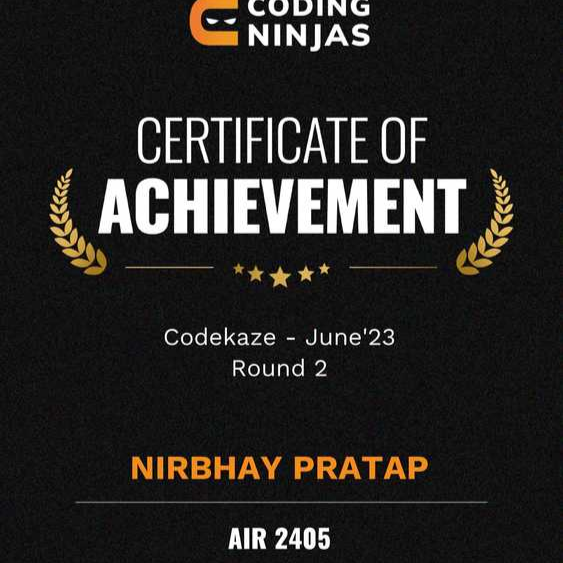 CODING
NINJAS
CERTIFICATE OF
ACHIEVEMENT
Codekaze - June'23
Round 2
NIRBHAY PRATAP
AIR 2405